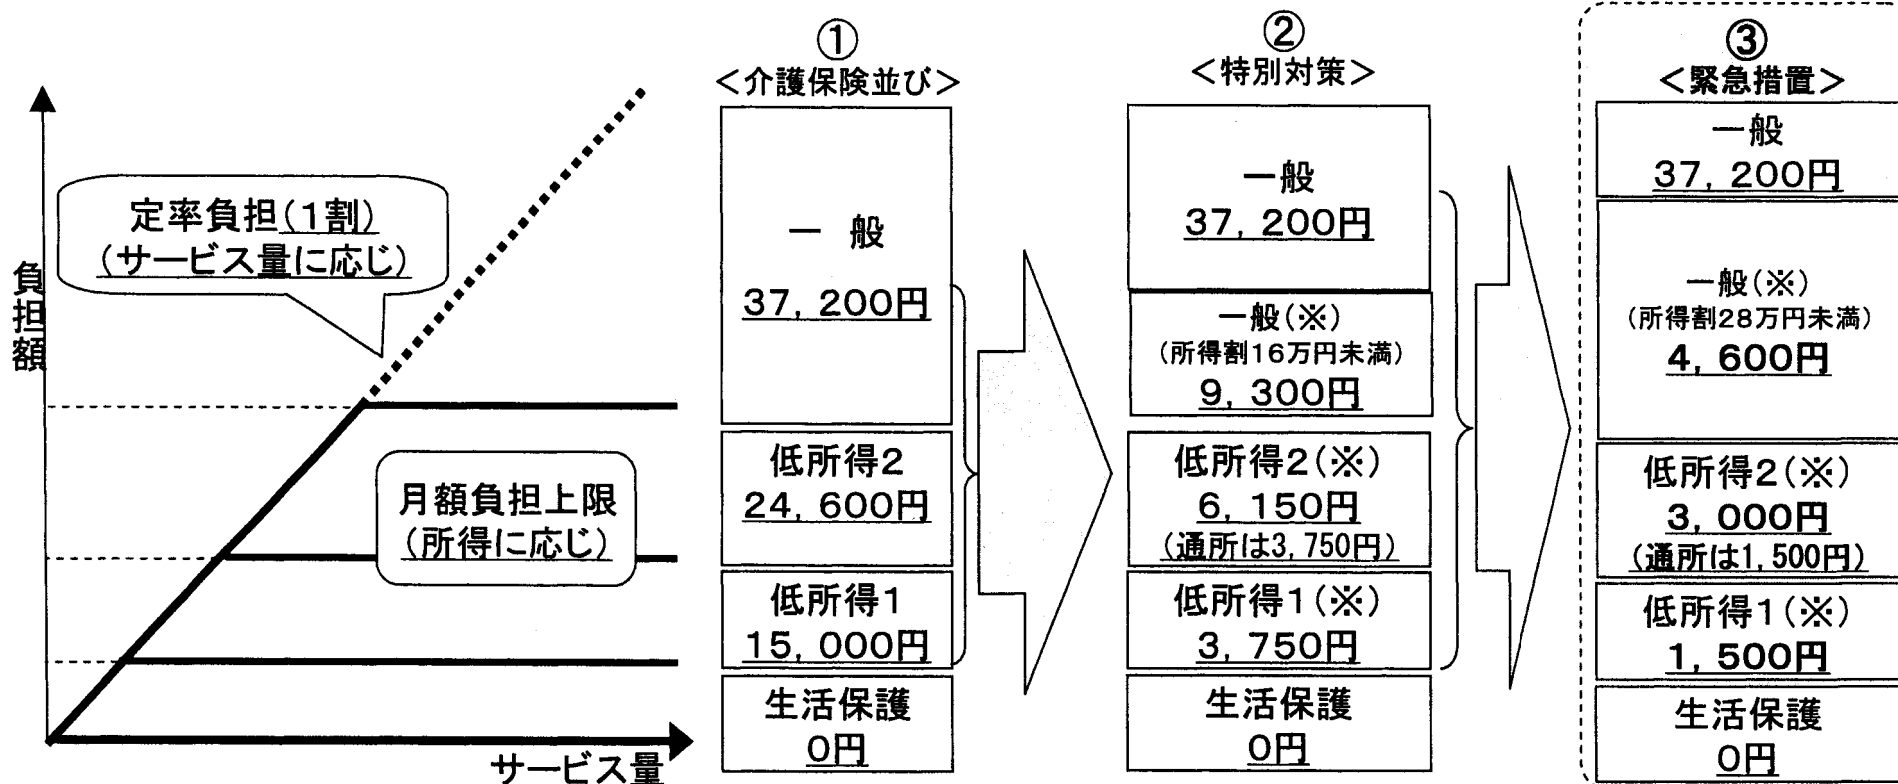 負担額
定率負担(1割)
(サービス量に応じ)
月額負担上限
(所得に応じ)
サービス量
①
＜介護保険並び＞
一 般
37,200円
低所得2
24,600円
低所得1
15,000円
生活保護
0円
②
＜特別対策＞
一般
37,200円
一般(※)
(所得割16万円未満)
9,300円
低所得2(※)
6,150円
(通所は3,750円)
低所得1(※)
3,750円
生活保護
0円
③
＜緊急措置＞
一般
37,200円
一般(※)
(所得割28万円未満)
4,600円
低所得2(※)
3,000円
(通所は1,500円)
低所得1(※)
1,500円
生活保護
0円